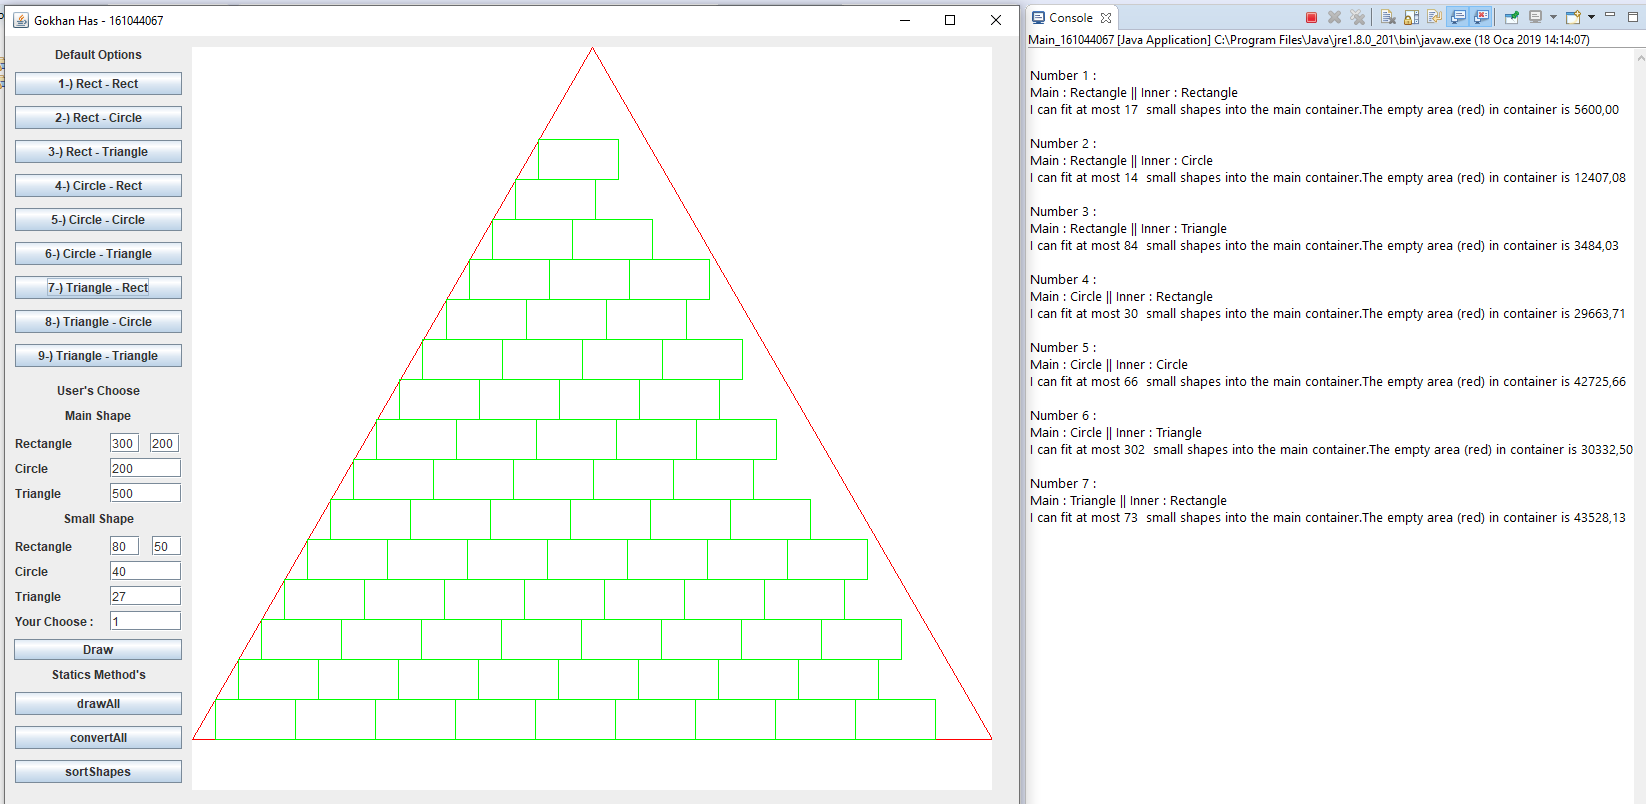 Gokhan Has - 161044067
Default Options
1-) Rect - Rect
2-) Rect - Circle
3-) Rect - Triangle
4-) Circle - Rect
5-) Circle - Circle
6-) Circle - Triangle
7-) Triangle - Rect
8-) Triangle - Circle
9-) Triangle - Triangle
User's Choose
Main Shape
Rectangle 300 200
Circle 200
Triangle 500
Small Shape
Rectangle 80 50
Circle 40
Triangle 27
Your Choose : 1
Draw
Statics Method's
drawAll
convertAll
sortShapes
Console
Main_161044067 [Java Application] C:\Program Files\Java\jre1.8.0_201\bin\javaw.exe (18 Oca 2019 14:14:07)
Number 1 :
Main : Rectangle || Inner : Rectangle
I can fit at most 17 small shapes into the main container.The empty area (red) in container is 5600,00
Number 2 :
Main : Rectangle || Inner : Circle
I can fit at most 14 small shapes into the main container.The empty area (red) in container is 12407,08
Number 3 :
Main : Rectangle || Inner : Triangle
I can fit at most 84 small shapes into the main container.The empty area (red) in container is 3484,03
Number 4 :
Main : Circle || Inner : Rectangle
I can fit at most 30 small shapes into the main container.The empty area (red) in container is 29663,71
Number 5 :
Main : Circle || Inner : Circle
I can fit at most 66 small shapes into the main container.The empty area (red) in container is 42725,66
Number 6 :
Main : Circle || Inner : Triangle
I can fit at most 302 small shapes into the main container.The empty area (red) in container is 30332,50
Number 7 :
Main : Triangle || Inner : Rectangle
I can fit at most 73 small shapes into the main container.The empty area (red) in container is 43528,13